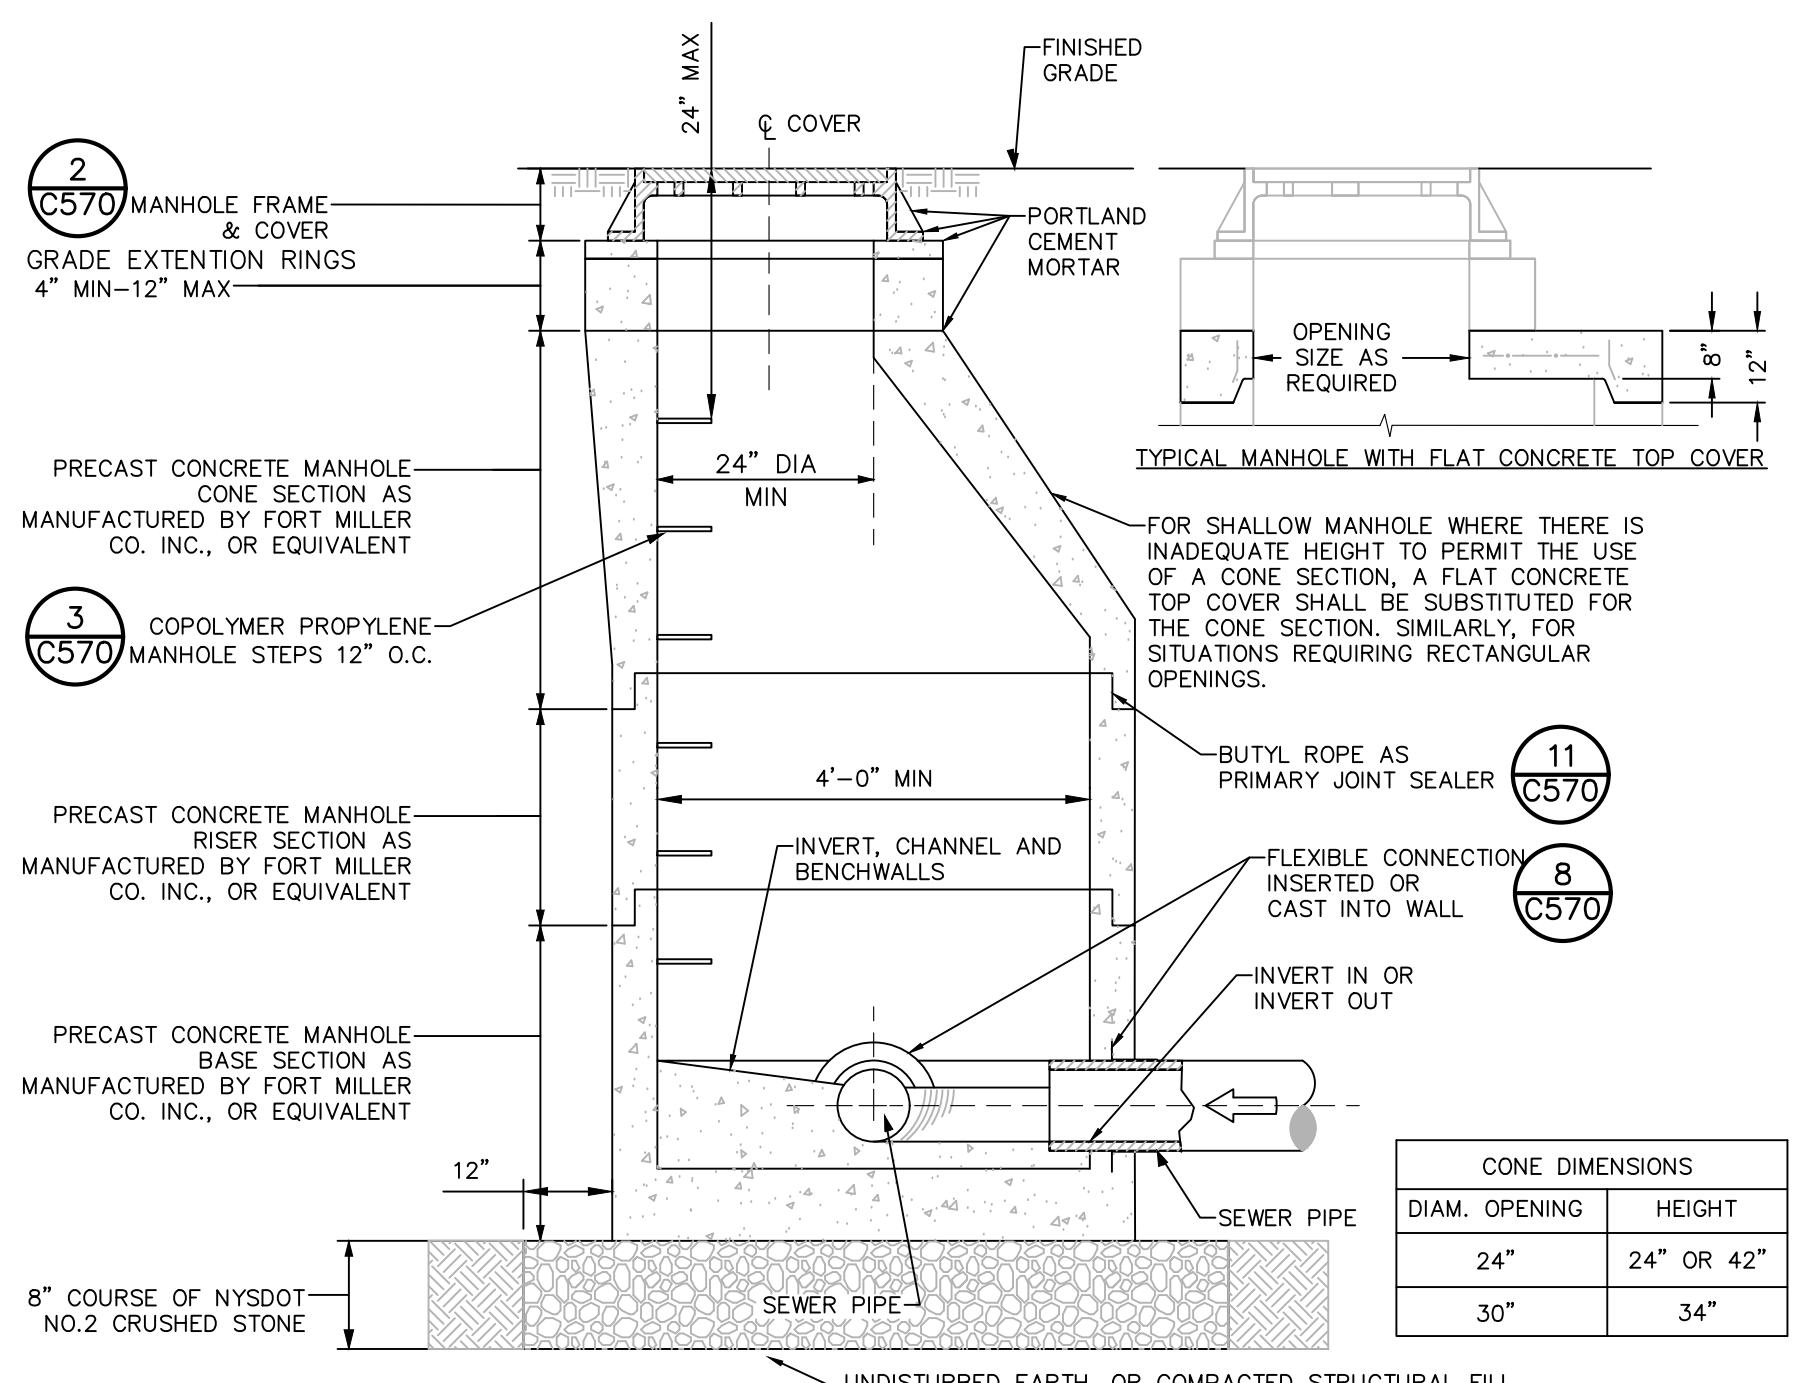 24" MAX
FINISHED
GRADE
℄ COVER
2
C570
MANHOLE FRAME
& COVER
GRADE EXTENTION RINGS
4" MIN-12" MAX
PORTLAND
CEMENT
MORTAR
OPENING
SIZE AS
REQUIRED
8"
12"
TYPICAL MANHOLE WITH FLAT CONCRETE TOP COVER
PRECAST CONCRETE MANHOLE
CONE SECTION AS
MANUFACTURED BY FORT MILLER
CO. INC., OR EQUIVALENT
24" DIA
MIN
FOR SHALLOW MANHOLE WHERE THERE IS
INADEQUATE HEIGHT TO PERMIT THE USE
OF A CONE SECTION, A FLAT CONCRETE
TOP COVER SHALL BE SUBSTITUTED FOR
THE CONE SECTION. SIMILARLY, FOR
SITUATIONS REQUIRING RECTANGULAR
OPENINGS.
3
C570
COPOLYMER PROPYLENE
MANHOLE STEPS 12" O.C.
BUTYL ROPE AS
PRIMARY JOINT SEALER
11
C570
4'-0" MIN
PRECAST CONCRETE MANHOLE
RISER SECTION AS
MANUFACTURED BY FORT MILLER
CO. INC., OR EQUIVALENT
INVERT, CHANNEL AND
BENCHWALLS
FLEXIBLE CONNECTION
INSERTED OR
CAST INTO WALL
8
C570
INVERT IN OR
INVERT OUT
PRECAST CONCRETE MANHOLE
BASE SECTION AS
MANUFACTURED BY FORT MILLER
CO. INC., OR EQUIVALENT
12"
SEWER PIPE
CONE DIMENSIONS
DIAM. OPENING HEIGHT
24" 24" OR 42"
30" 34"
8" COURSE OF NYSDOT
NO.2 CRUSHED STONE
SEWER PIPE
UNDISTURBED EARTH, OR COMPACTED STRUCTURAL FILL